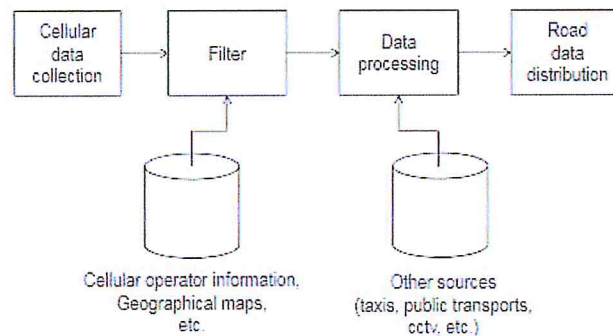 Cellular
data
collection
Filter
Data
processing
Road
data
distribution
Cellular operator information,
Geographical maps,
etc.
Other sources
(taxis, public transports,
cctv, etc.)